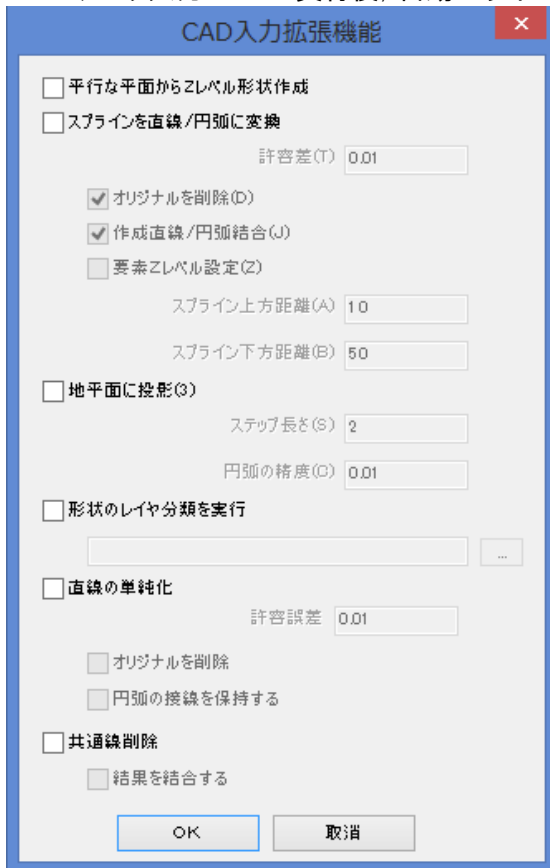 CAD入力拡張機能
平行な平面からZレベル形状作成
スプラインを直線/円弧に変換
許容差(T) 0.01
オリジナルを削除(D)
作成直線/円弧結合(J)
要素Zレベル設定(Z)
スプライン上方距離(A) 10
スプライン下方距離(B) 50
地平面に投影(3)
ステップ長さ(S) 2
円弧の精度(C) 0.01
形状のレイヤ分類を実行
...
直線の単純化
許容誤差 0.01
オリジナルを削除
円弧の接線を保持する
共通線削除
結果を結合する
OK 取消